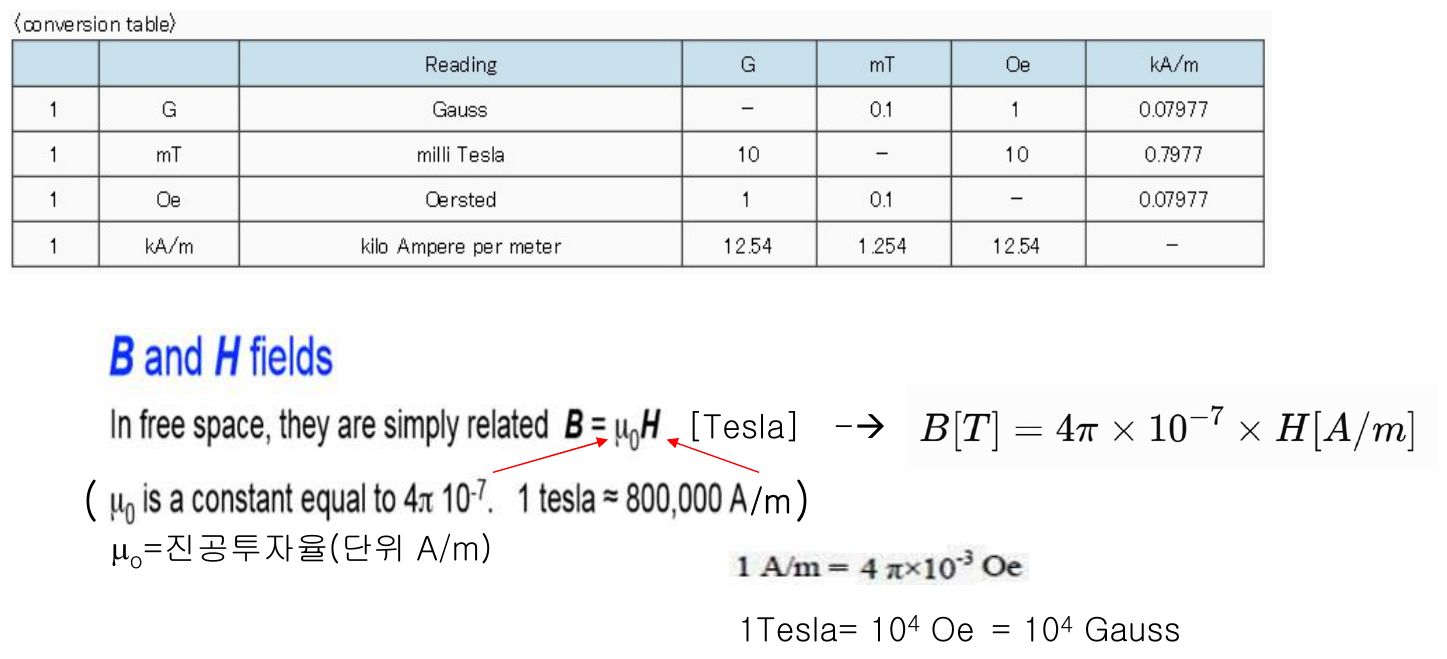 〈conversion table〉
Reading G mT Oe kA/m
1 G Gauss - 0.1 1 0.07977
1 mT milli Tesla 10 - 10 0.7977
1 Oe Oersted 1 0.1 - 0.07977
1 kA/m kilo Ampere per meter 12.54 1.254 12.54 -
B and H fields
In free space, they are simply related B = μ₀H [Tesla] -→ B[T] = 4π × 10⁻⁷ × H[A/m]
( μ₀ is a constant equal to 4π 10⁻⁷. 1 tesla ≈ 800,000 A/m)
μₒ=진공투자율(단위 A/m)
1 A/m = 4 π×10⁻³ Oe
1Tesla= 10⁴ Oe = 10⁴ Gauss